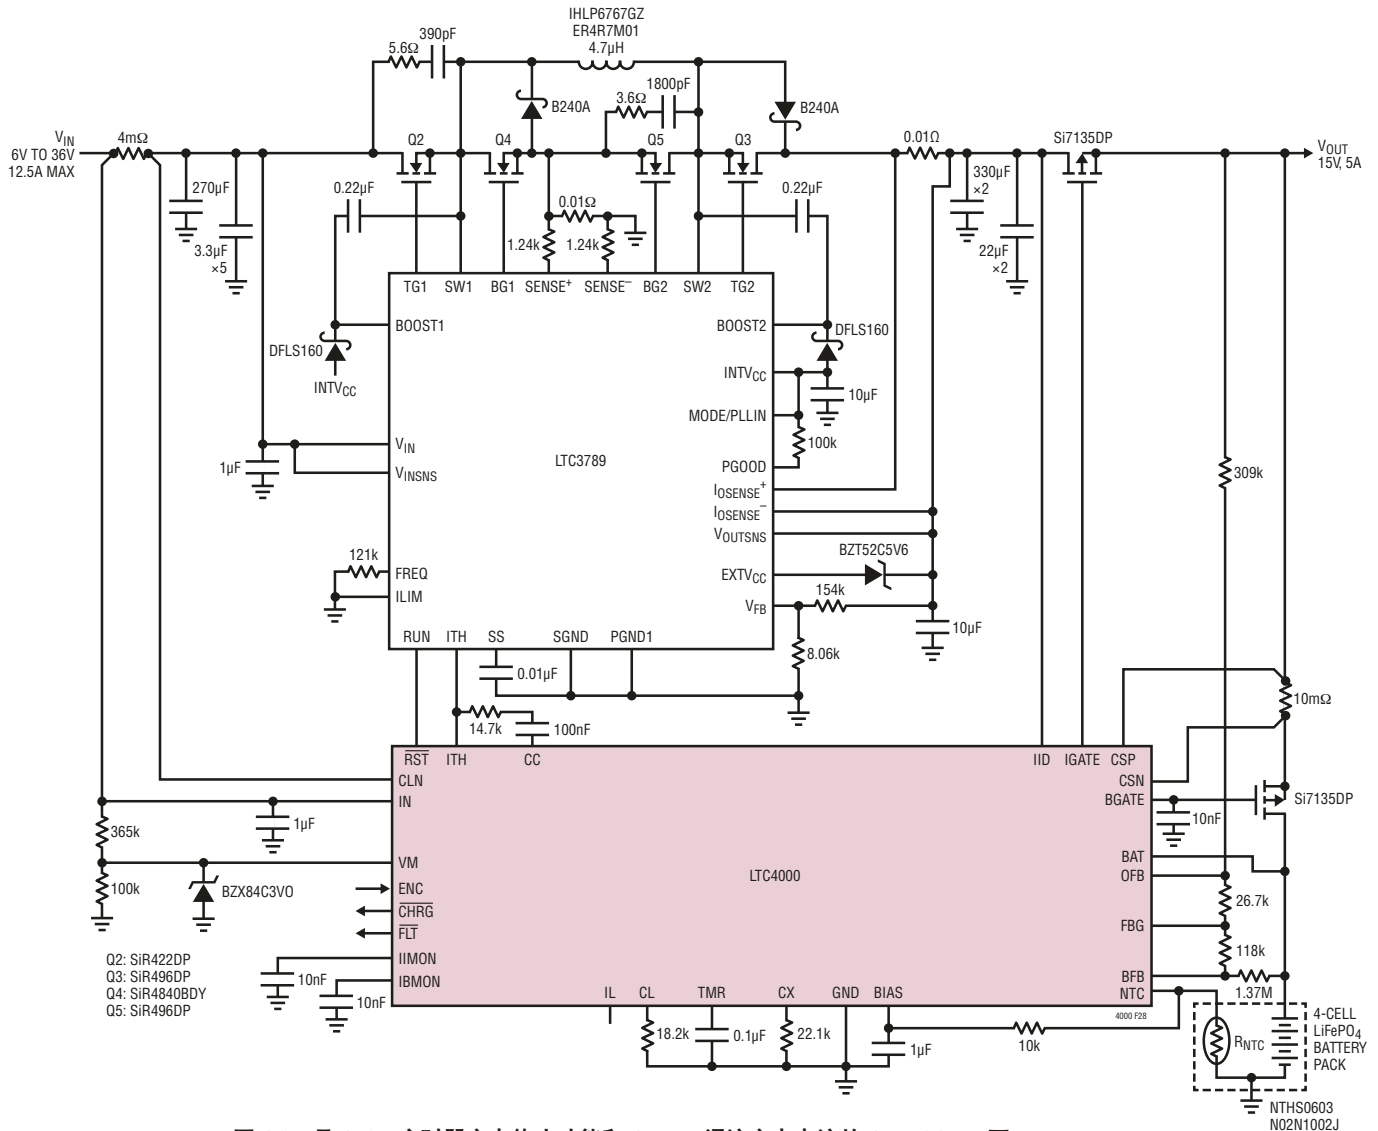 IHLP6767GZ
ER4R7M01
4.7µH
390pF
5.6Ω
1800pF
3.6Ω
B240A
B240A
V_IN
6V TO 36V
12.5A MAX
4mΩ
Q2
Q4
Q5
Q3
0.01Ω
Si7135DP
V_OUT
15V, 5A
270µF
3.3µF
×5
0.22µF
0.01Ω
1.24k
1.24k
0.22µF
330µF
×2
22µF
×2
TG1
SW1
BG1
SENSE+
SENSE–
BG2
SW2
TG2
BOOST1
BOOST2
DFLS160
INTV_CC
DFLS160
INTV_CC
10µF
MODE/PLLIN
100k
PGOOD
V_IN
V_INSNS
1µF
LTC3789
I_OSENSE+
I_OSENSE–
V_OUTSNS
EXTV_CC
BZT52C5V6
V_FB
154k
8.06k
10µF
309k
121k
FREQ
ILIM
RUN
ITH
SS
SGND
PGND1
0.01µF
14.7k
100nF
10mΩ
RST
ITH
CC
IID
IGATE
CSP
CLN
CSN
IN
BGATE
Si7135DP
10nF
365k
1µF
VM
BAT
100k
BZX84C3VO
ENC
OFB
CHRG
26.7k
LTC4000
FLT
FBG
118k
IIMON
BFB
1.37M
10nF
IBMON
NTC
10nF
Q2: SiR422DP
Q3: SiR496DP
Q4: SiR4840BDY
Q5: SiR496DP
IL
CL
TMR
CX
GND
BIAS
4000 F28
18.2k
0.1µF
22.1k
1µF
10k
R_NTC
4-CELL
LiFePO4
BATTERY
PACK
NTHS0603
N02N1002J